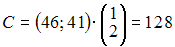 C = (46; 41)·(1 2) = 128